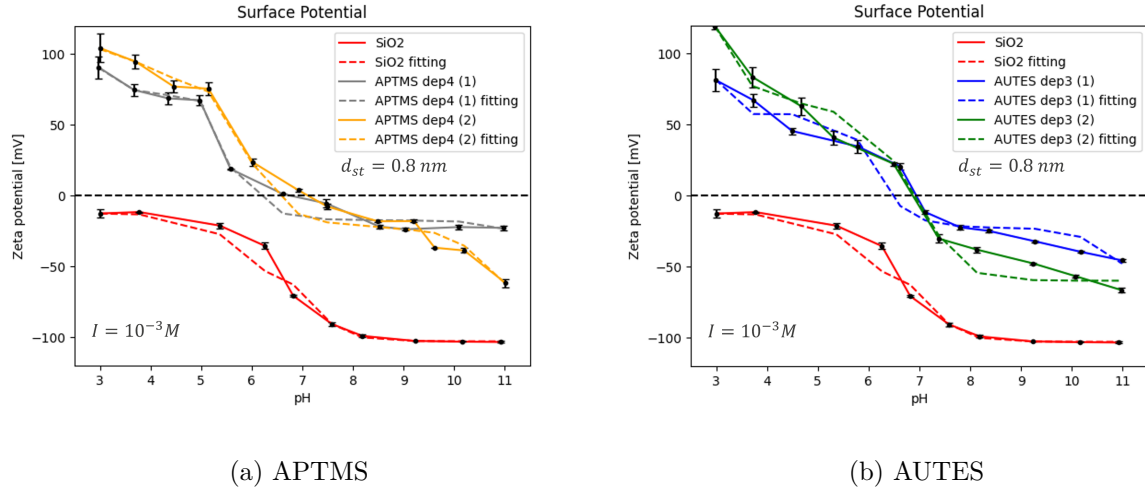 Surface Potential
100
50
0
−50
−100
Zeta potential [mV]
3 4 5 6 7 8 9 10 11
pH
SiO2
SiO2 fitting
APTMS dep4 (1)
APTMS dep4 (1) fitting
APTMS dep4 (2)
APTMS dep4 (2) fitting
d_st = 0.8 nm
I = 10⁻³M
(a) APTMS
Surface Potential
100
50
0
−50
−100
Zeta potential [mV]
3 4 5 6 7 8 9 10 11
pH
SiO2
SiO2 fitting
AUTES dep3 (1)
AUTES dep3 (1) fitting
AUTES dep3 (2)
AUTES dep3 (2) fitting
d_st = 0.8 nm
I = 10⁻³M
(b) AUTES